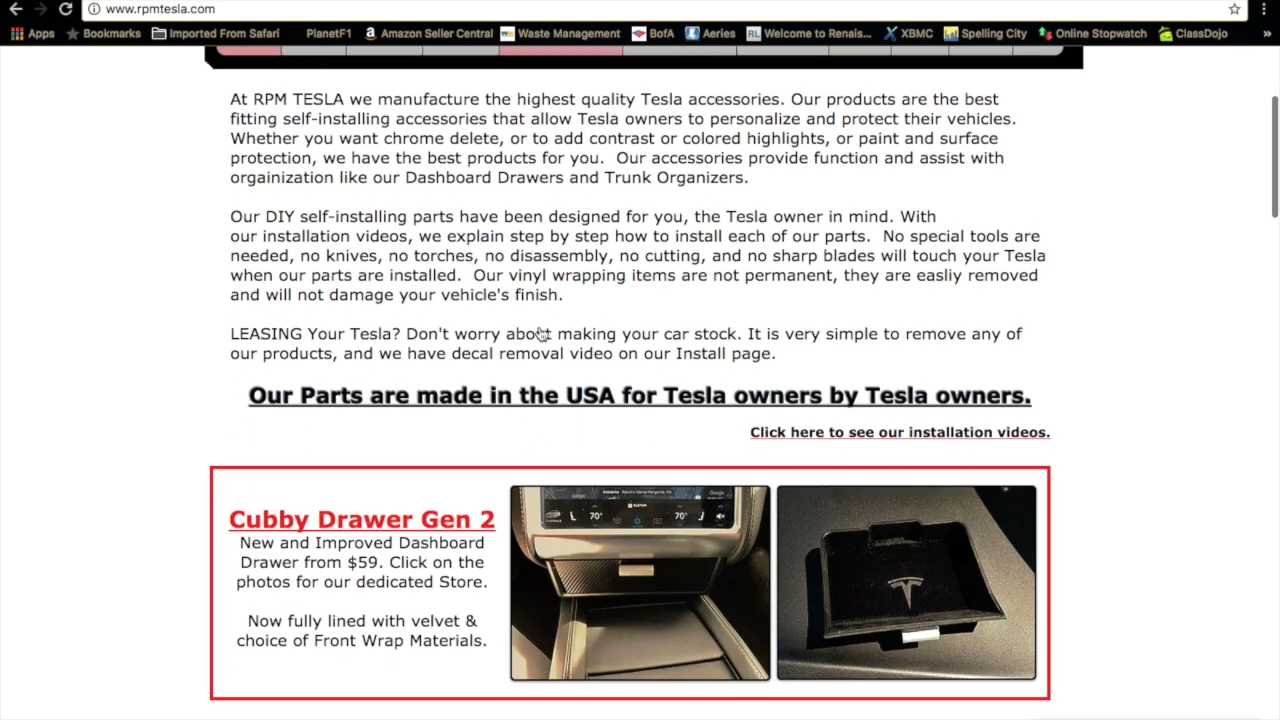 www.rpmtesla.com
Apps Bookmarks Imported From Safari PlanetF1 Amazon Seller Central Waste Management BofA Aeries Welcome to Renais... XBMC Spelling City Online Stopwatch ClassDojo »
At RPM TESLA we manufacture the highest quality Tesla accessories. Our products are the best
fitting self-installing accessories that allow Tesla owners to personalize and protect their vehicles.
Whether you want chrome delete, or to add contrast or colored highlights, or paint and surface
protection, we have the best products for you. Our accessories provide function and assist with
orgainization like our Dashboard Drawers and Trunk Organizers.
Our DIY self-installing parts have been designed for you, the Tesla owner in mind. With
our installation videos, we explain step by step how to install each of our parts. No special tools are
needed, no knives, no torches, no disassembly, no cutting, and no sharp blades will touch your Tesla
when our parts are installed. Our vinyl wrapping items are not permanent, they are easliy removed
and will not damage your vehicle's finish.
LEASING Your Tesla? Don't worry about making your car stock. It is very simple to remove any of
our products, and we have decal removal video on our Install page.
Our Parts are made in the USA for Tesla owners by Tesla owners.
Click here to see our installation videos.
Cubby Drawer Gen 2
New and Improved Dashboard
Drawer from $59. Click on the
photos for our dedicated Store.
Now fully lined with velvet &
choice of Front Wrap Materials.
70° 70°